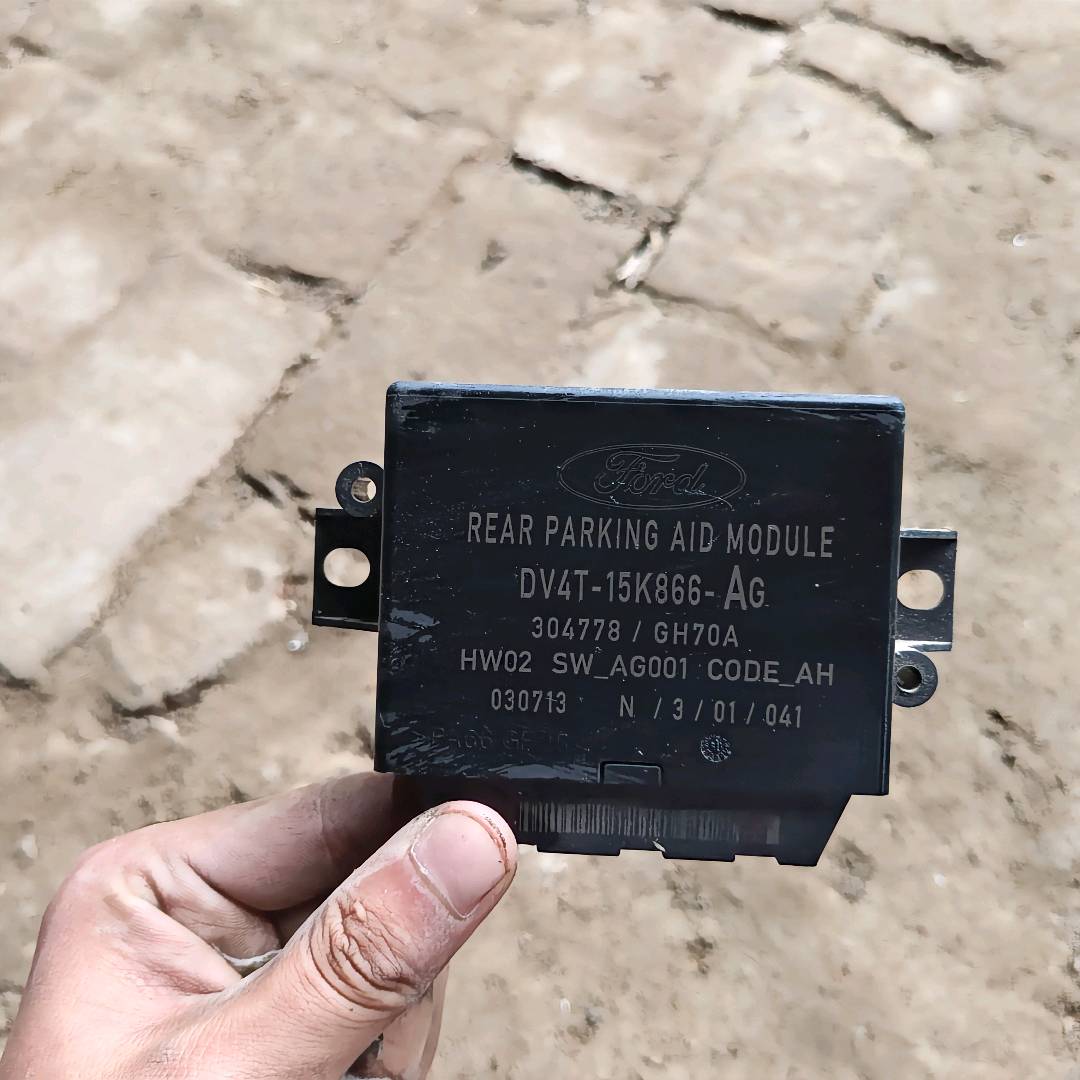 Ford
REAR PARKING AID MODULE
DV4T-15K866-AG
304778 / GH70A
HW02 SW_AG001 CODE_AH
030713 N / 3 / 01 / 041